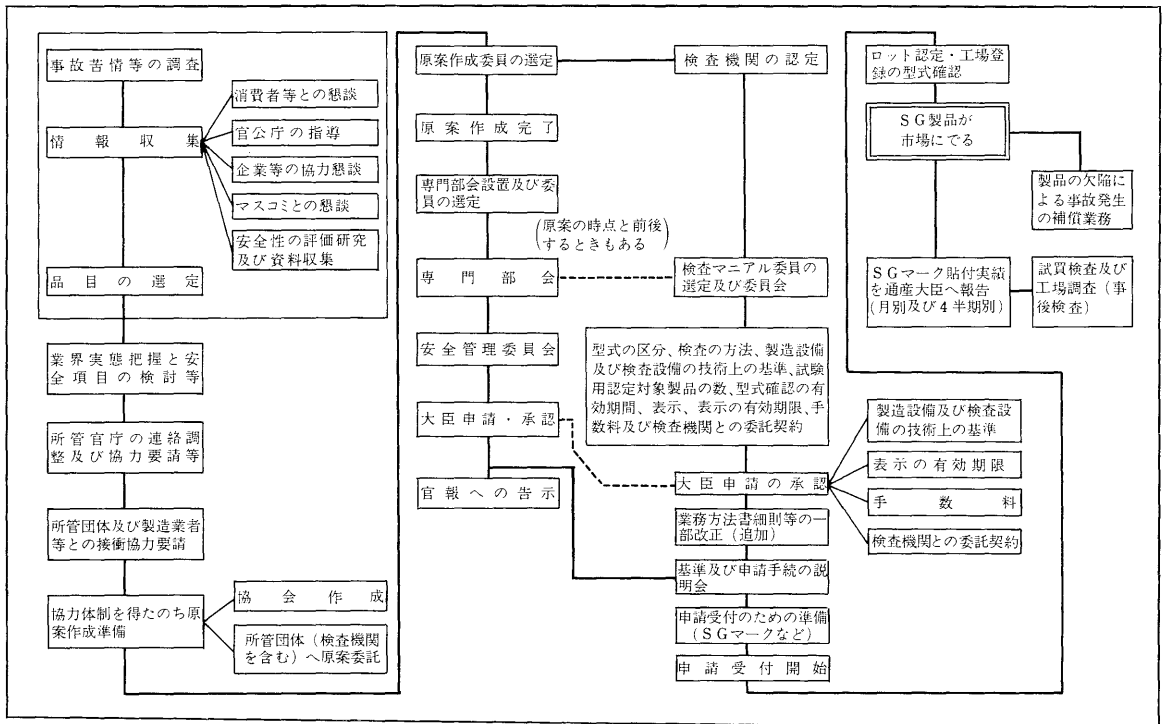 事故苦情等の調査
情報収集
消費者等との懇談
官公庁の指導
企業等の協力懇談
マスコミとの懇談
安全性の評価研究
及び資料収集
品目の選定
業界実態把握と安
全項目の検討等
所管官庁の連絡調
整及び協力要請等
所管団体及び製造業者
等との接衝協力要請
協力体制を得たのち原
案作成準備
協会作成
所管団体(検査機関
を含む)へ原案委託
原案作成委員の選定
原案作成完了
専門部会設置及び委
員の選定
(原案の時点と前後
するときもある)
専門部会
安全管理委員会
大臣申請・承認
官報への告示
検査機関の認定
検査マニアル委員の
選定及び委員会
型式の区分、検査の方法、製造設備
及び検査設備の技術上の基準、試験
用認定対象製品の数、型式確認の有
効期間、表示、表示の有効期限、手
数料及び検査機関との委託契約
大臣申請の承認
製造設備及び検査設
備の技術上の基準
表示の有効期限
手数料
検査機関との委託契約
業務方法書細則等の一
部改正(追加)
基準及び申請手続の説
明会
申請受付のための準備
(SGマークなど)
申請受付開始
ロット認定・工場登
録の型式確認
SG製品が
市場にでる
製品の欠陥に
よる事故発生
の補償業務
SGマーク貼付実績
を通産大臣へ報告
(月別及び4半期別)
試買検査及び
工場調査(事
後検査)